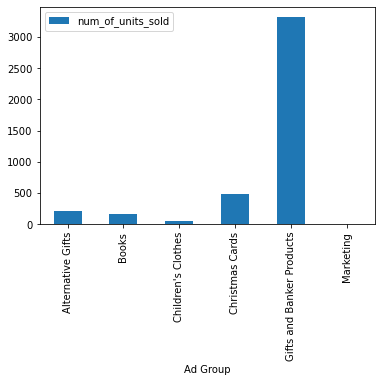 num_of_units_sold
3000
2500
2000
1500
1000
500
0
Alternative Gifts
Books
Children's Clothes
Christmas Cards
Gifts and Banker Products
Marketing
Ad Group